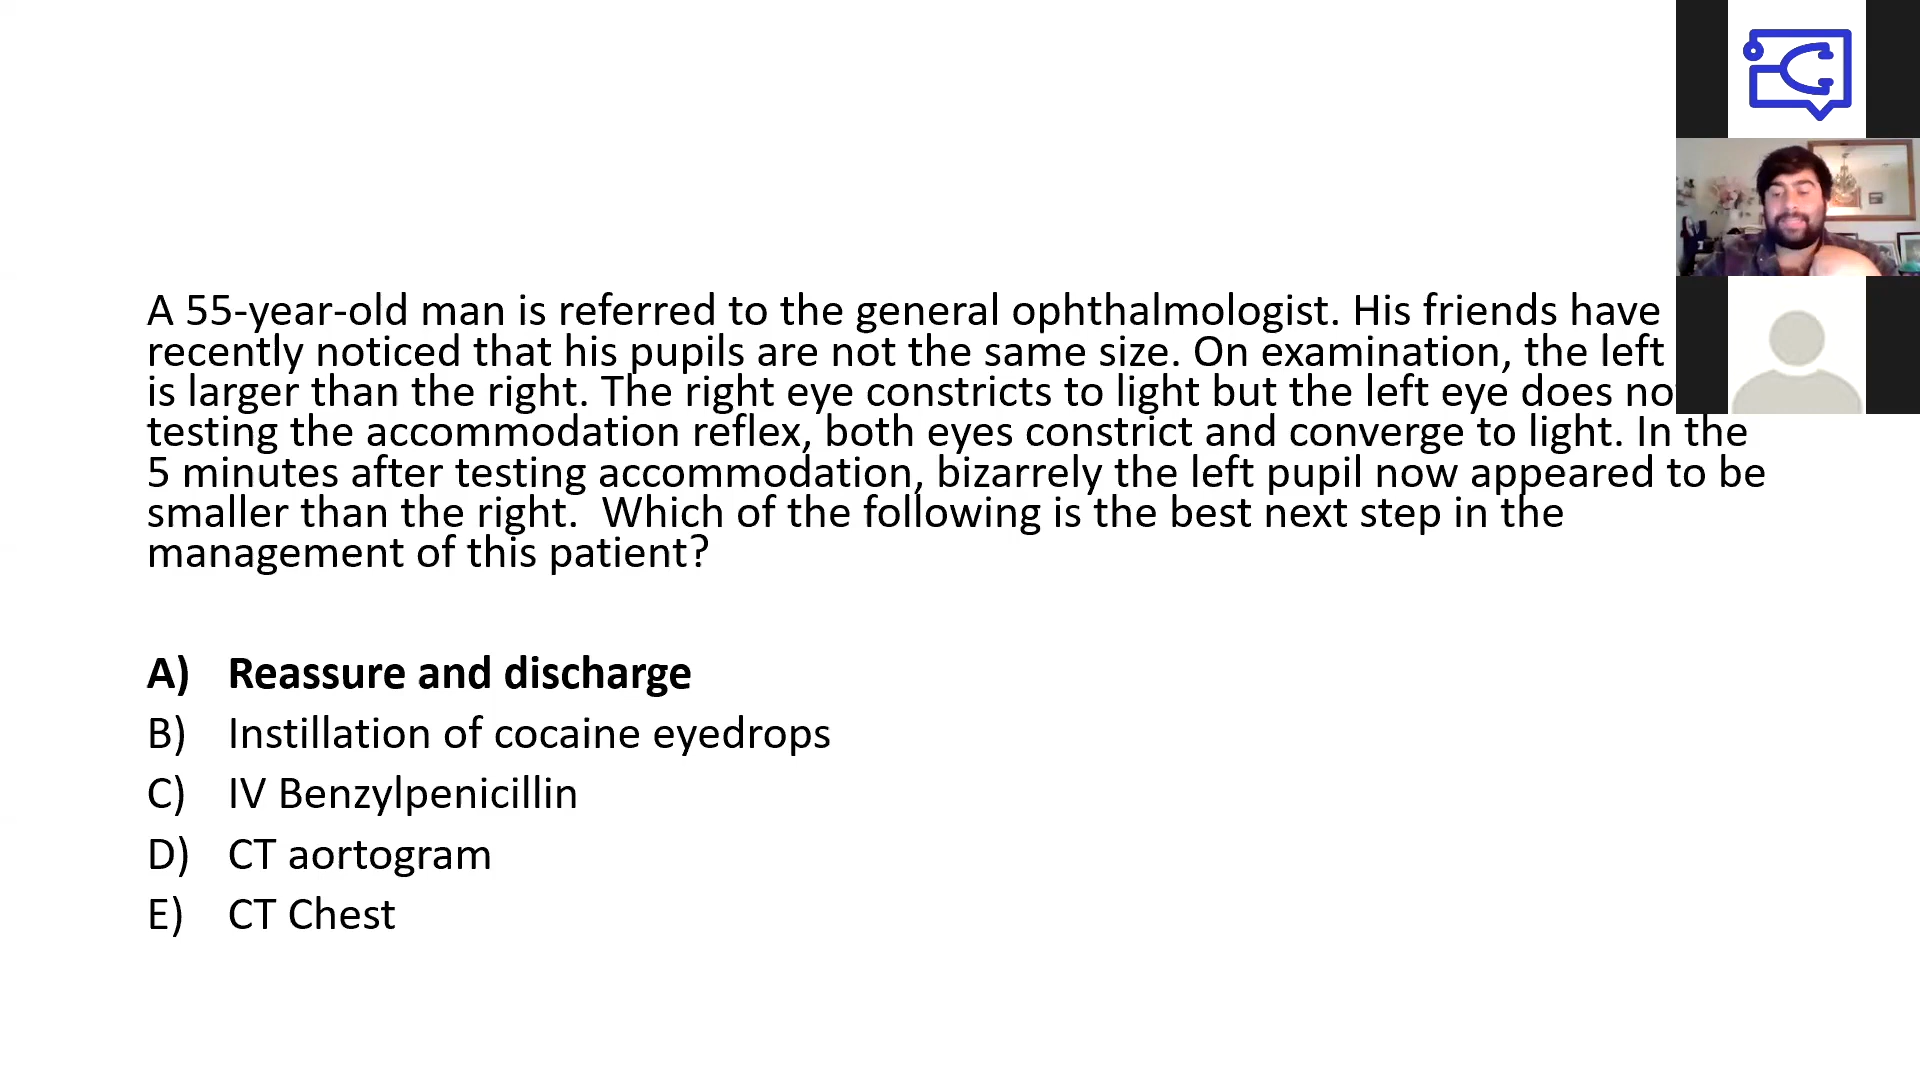 A 55-year-old man is referred to the general ophthalmologist. His friends have
recently noticed that his pupils are not the same size. On examination, the left
is larger than the right. The right eye constricts to light but the left eye does
testing the accommodation reflex, both eyes constrict and converge to light. In the
5 minutes after testing accommodation, bizarrely the left pupil now appeared to be
smaller than the right. Which of the following is the best next step in the
management of this patient?
A) Reassure and discharge
B) Instillation of cocaine eyedrops
C) IV Benzylpenicillin
D) CT aortogram
E) CT Chest